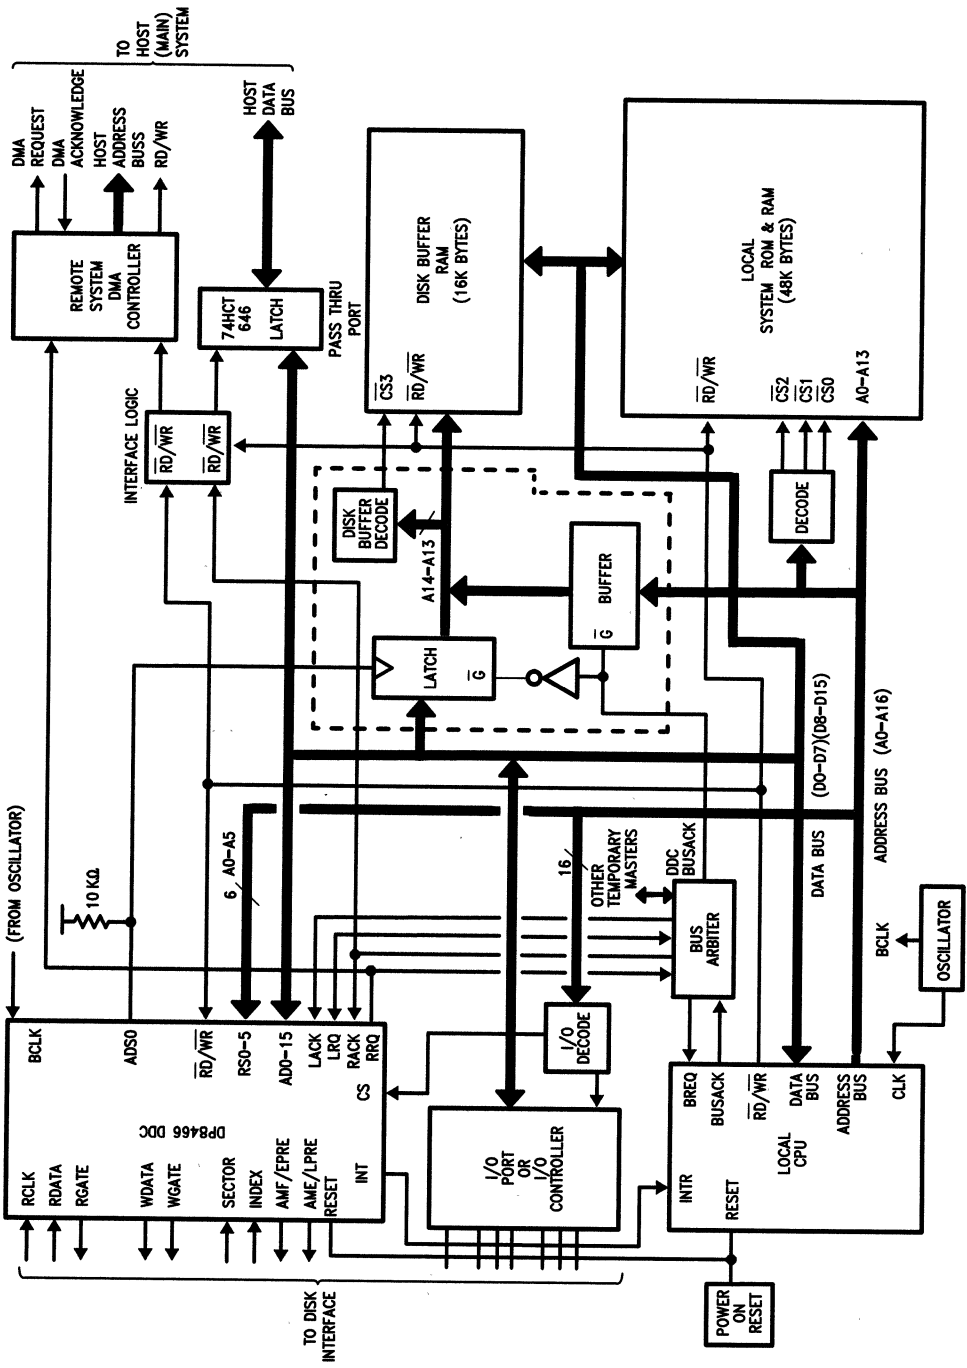 TO
HOST
(MAIN)
SYSTEM
DMA
REQUEST
DMA
ACKNOWLEDGE
HOST
ADDRESS
BUSS
RD/WR
HOST
DATA
BUS
REMOTE
SYSTEM
DMA
CONTROLLER
74HCT
646
LATCH
PASS THRU
PORT
INTERFACE LOGIC
RD/WR
RD/WR
DISK BUFFER
RAM
(16K BYTES)
CS3
RD/WR
LOCAL
SYSTEM ROM & RAM
(48K BYTES)
RD/WR
CS2
CS1
CS0
A0-A13
DISK
BUFFER
DECODE
A14-A13
BUFFER
G
LATCH
G
DECODE
(FROM OSCILLATOR)
10 KΩ
6
A0-A5
16
OTHER
TEMPORARY
MASTERS
DDC
BUSACK
BUS
ARBITER
DATA BUS
(D0-D7)(D8-D15)
ADDRESS BUS (A0-A16)
BCLK
OSCILLATOR
BCLK
ADS0
RD/WR
RS0-5
AD0-15
LACK
LRQ
RACK
RRQ
CS
DP8466 DDC
RCLK
RDATA
RGATE
WDATA
WGATE
SECTOR
INDEX
AMF/EPRE
AME/LPRE
RESET
INT
I/O
DECODE
I/O
PORT
OR
I/O
CONTROLLER
BREQ
BUSACK
RD/WR
DATA
BUS
ADDRESS
BUS
CLK
LOCAL
CPU
INTR
RESET
TO DISK
INTERFACE
POWER
ON
RESET